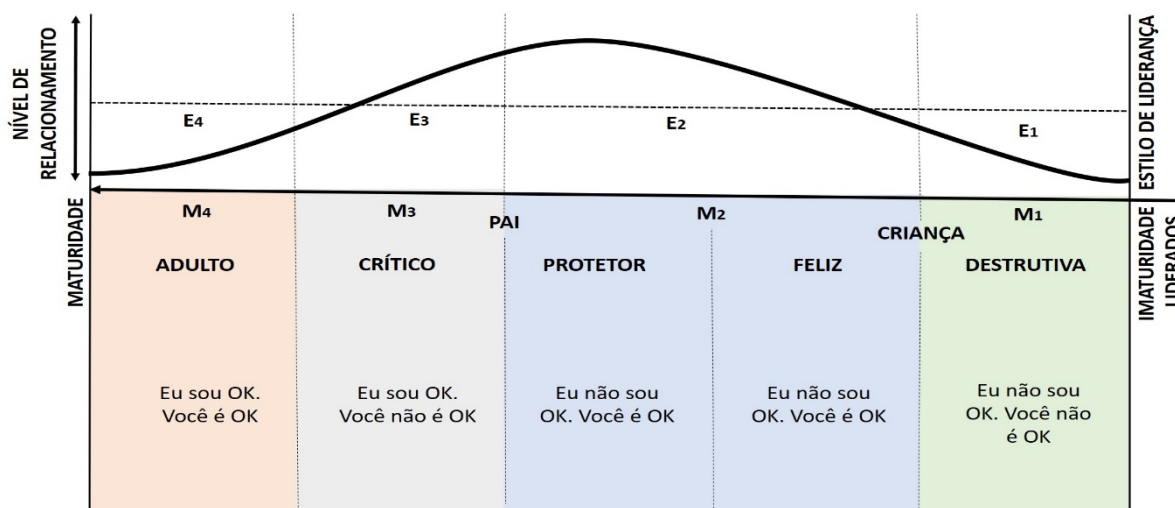 NÍVEL DE
RELACIONAMENTO
ESTILO DE LIDERANÇA
E4
E3
E2
E1
MATURIDADE
IMATURIDADE
LIDERADOS
M4
M3
PAI
M2
CRIANÇA
M1
ADULTO
CRÍTICO
PROTETOR
FELIZ
DESTRUTIVA
Eu sou OK.
Você é OK
Eu sou OK.
Você não é OK
Eu não sou
OK. Você é OK
Eu não sou
OK. Você é OK
Eu não sou
OK. Você não
é OK